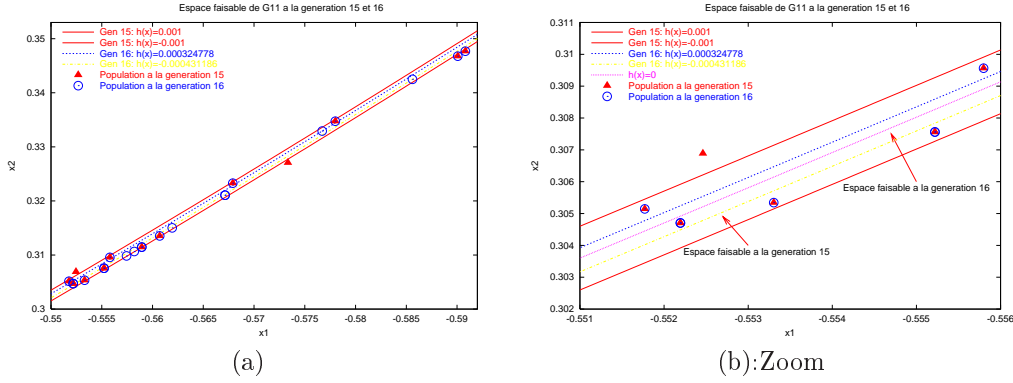 Espace faisable de G11 a la generation 15 et 16
Gen 15: h(x)=0.001
Gen 15: h(x)=-0.001
Gen 16: h(x)=0.000324778
Gen 16: h(x)=-0.000431186
Population a la generation 15
Population a la generation 16
0.35
0.34
0.33
0.32
0.31
0.3
x2
-0.55
-0.555
-0.56
-0.565
-0.57
-0.575
-0.58
-0.585
-0.59
x1
(a)
Espace faisable de G11 a la generation 15 et 16
Gen 15: h(x)=0.001
Gen 15: h(x)=-0.001
Gen 16: h(x)=0.000324778
Gen 16: h(x)=-0.000431186
h(x)=0
Population a la generation 15
Population a la generation 16
0.311
0.31
0.309
0.308
0.307
0.306
0.305
0.304
0.303
0.302
x2
Espace faisable a la generation 16
Espace faisable a la generation 15
-0.551
-0.552
-0.553
-0.554
-0.555
-0.556
x1
(b):Zoom